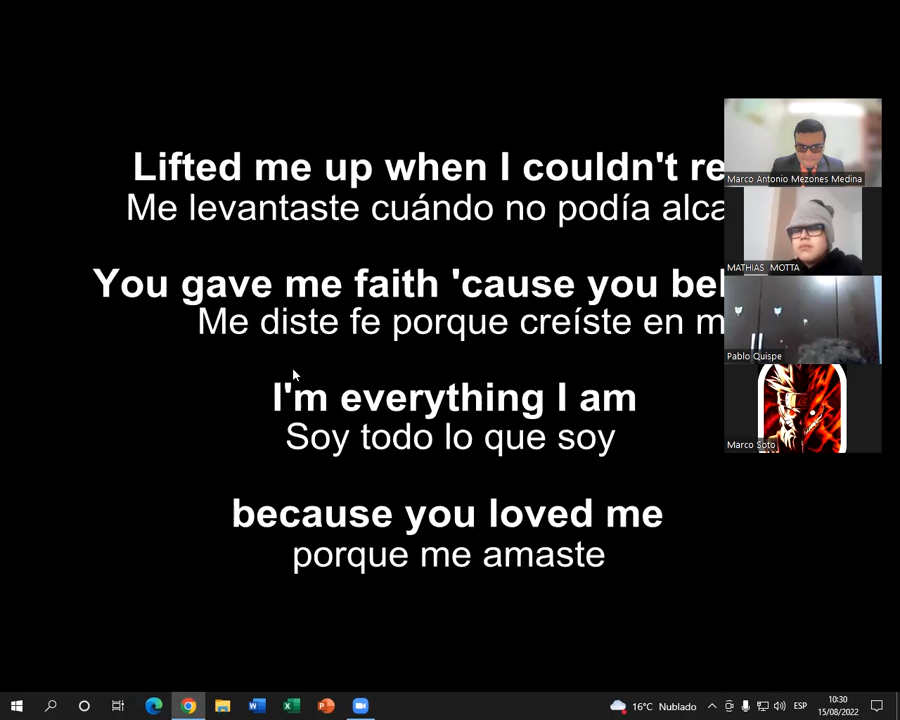 Lifted me up when I couldn't re
Me levantaste cuándo no podía alca
You gave me faith 'cause you bel
Me diste fe porque creíste en m
I'm everything I am
Soy todo lo que soy
because you loved me
porque me amaste
Marco Antonio Mezones Medina
MATHIAS MOTTA
Pablo Quispe
Marco Soto
16°C Nublado
ESP
10:30
15/08/2022